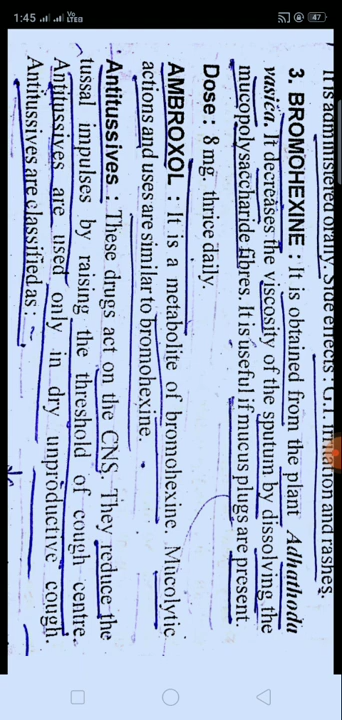 1:45
Vo
LTEG
47
It is administered orally. Side effects : G.I. irritation and rashes.
3. BROMOHEXINE : It is obtained from the plant Adhathoda
vasica. It decreases the viscosity of the sputum by dissolving the
mucopolysaccharide fibres. It is useful if mucus plugs are present.
Dose : 8 mg. thrice daily.
AMBROXOL : It is a metabolite of bromohexine. Mucolytic
actions and uses are similar to bromohexine.
Antitussives : These drugs act on the CNS. They reduce the
tussal impulses by raising the threshold of cough centre.
Antitussives are used only in dry unproductive cough.
Antitussives are classified as :